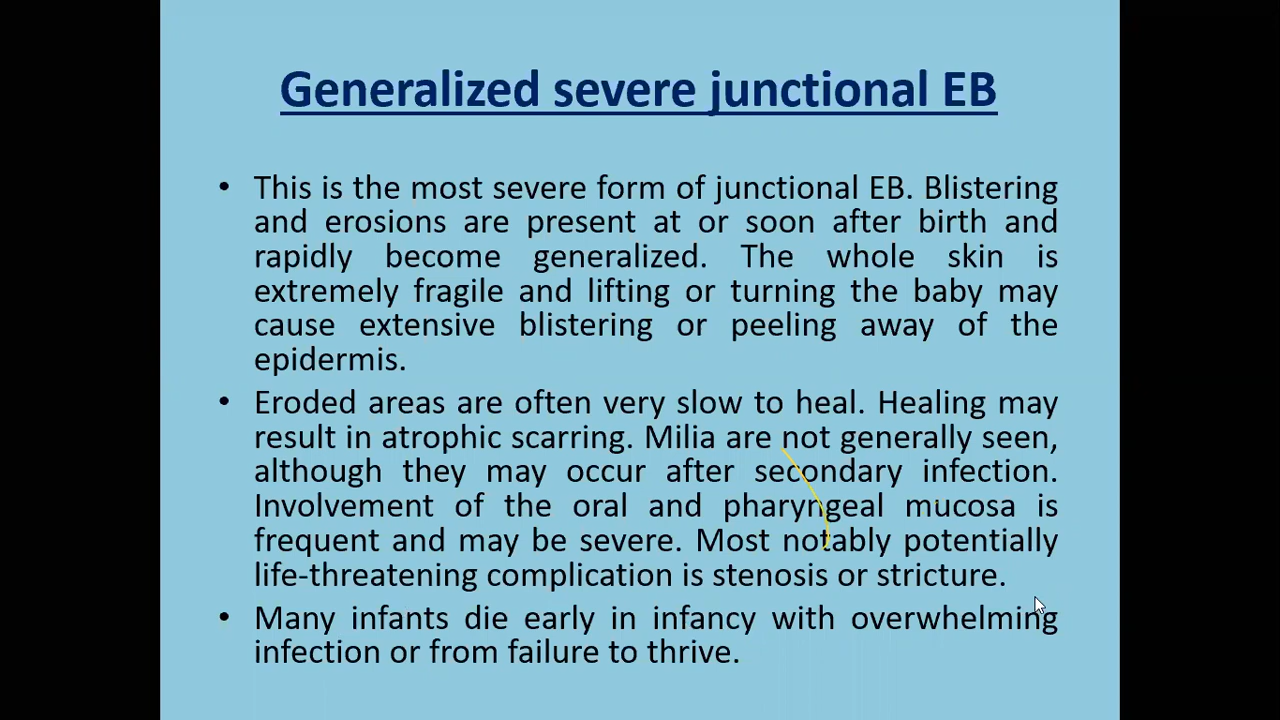 Generalized severe junctional EB
• This is the most severe form of junctional EB. Blistering
and erosions are present at or soon after birth and
rapidly become generalized. The whole skin is
extremely fragile and lifting or turning the baby may
cause extensive blistering or peeling away of the
epidermis.
• Eroded areas are often very slow to heal. Healing may
result in atrophic scarring. Milia are not generally seen,
although they may occur after secondary infection.
Involvement of the oral and pharyngeal mucosa is
frequent and may be severe. Most notably potentially
life-threatening complication is stenosis or stricture.
• Many infants die early in infancy with overwhelming
infection or from failure to thrive.